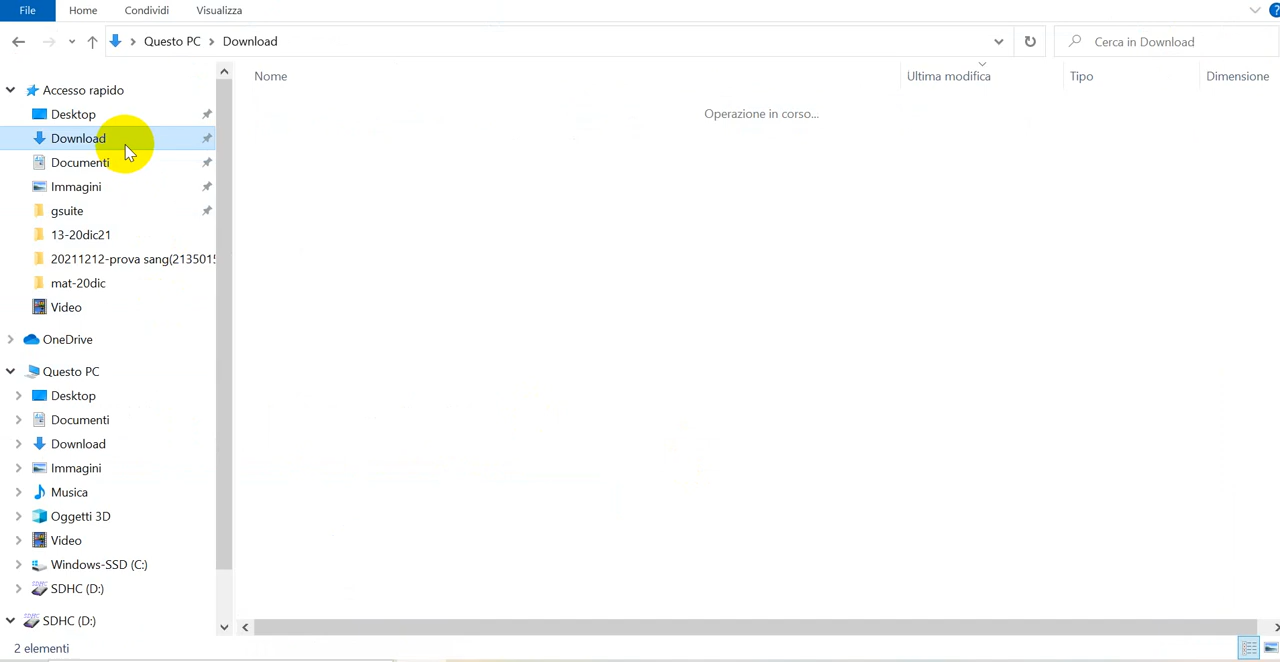 File Home Condividi Visualizza ?
Questo PC Download Cerca in Download
Nome Ultima modifica Tipo Dimensione
Operazione in corso...
Accesso rapido
Desktop
Download
Documenti
Immagini
gsuite
13-20dic21
20211212-prova sang(213501
mat-20dic
Video
OneDrive
Questo PC
Desktop
Documenti
Download
Immagini
Musica
Oggetti 3D
Video
Windows-SSD (C:)
SDHC (D:)
SDHC (D:)
2 elementi